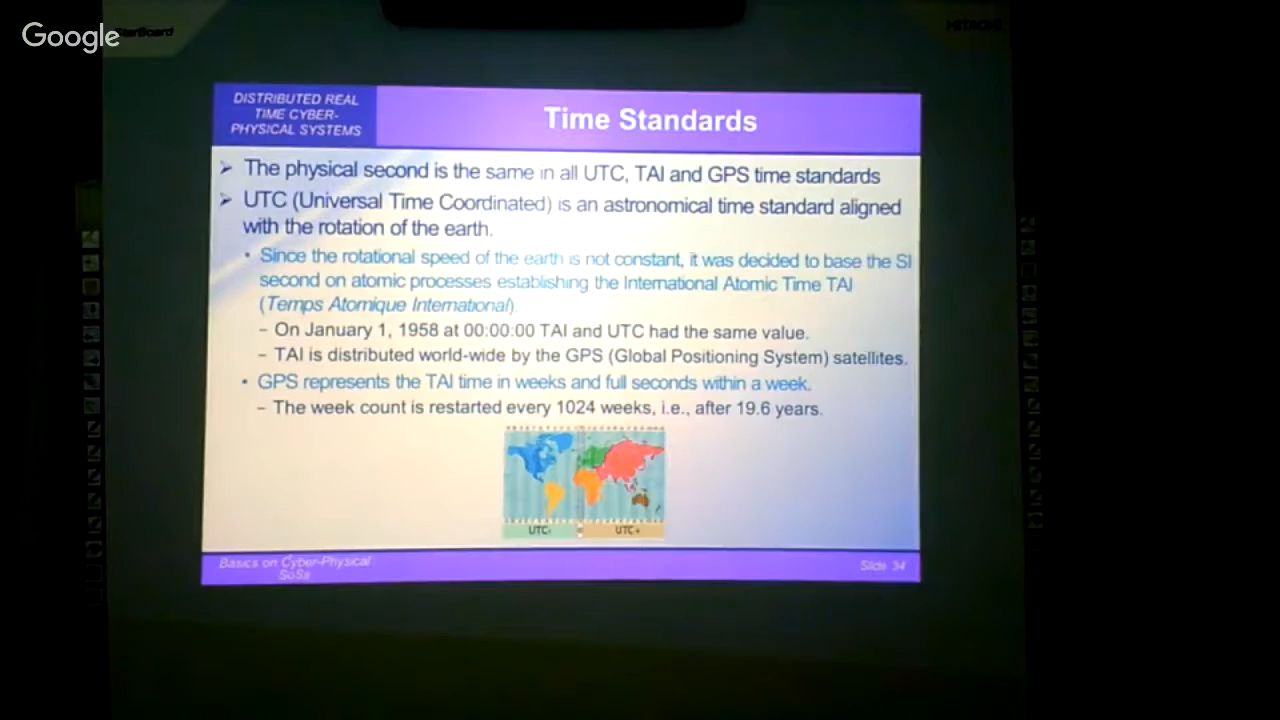 Google
StarBoard
HITACHI
DISTRIBUTED REAL
TIME CYBER-
PHYSICAL SYSTEMS
Time Standards
➤ The physical second is the same in all UTC, TAI and GPS time standards
➤ UTC (Universal Time Coordinated) is an astronomical time standard aligned
with the rotation of the earth.
• Since the rotational speed of the earth is not constant, it was decided to base the SI
second on atomic processes establishing the International Atomic Time TAI
(Temps Atomique International)
– On January 1, 1958 at 00:00:00 TAI and UTC had the same value.
– TAI is distributed world-wide by the GPS (Global Positioning System) satellites.
• GPS represents the TAI time in weeks and full seconds within a week.
– The week count is restarted every 1024 weeks, i.e., after 19.6 years.
UTC-
UTC+
Basics on Cyber-Physical
SoSs
Slide 34